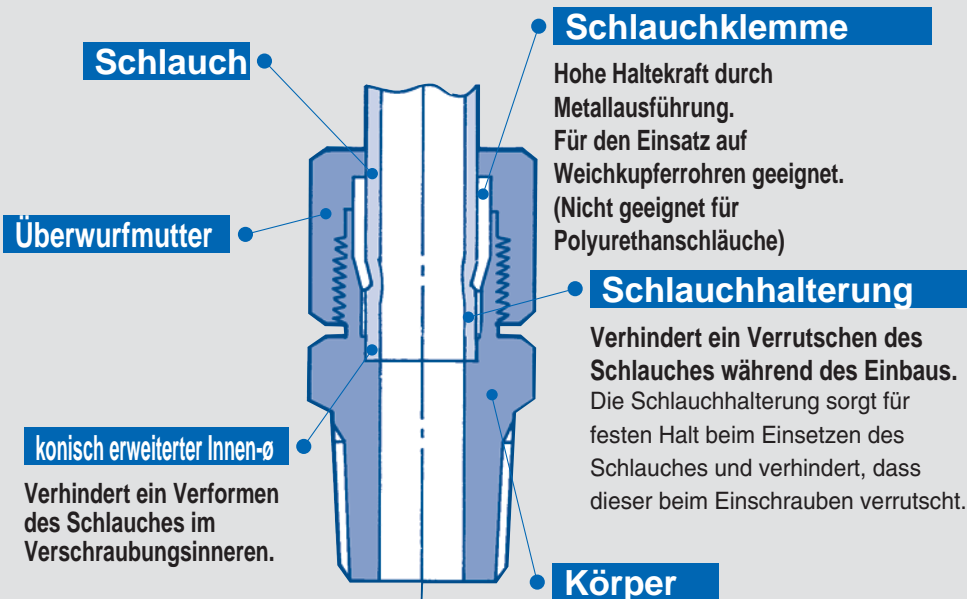 Schlauch
Schlauchklemme
Hohe Haltekraft durch
Metallausführung.
Für den Einsatz auf
Weichkupferrohren geeignet.
(Nicht geeignet für
Polyurethanschläuche)
Überwurfmutter
Schlauchhalterung
Verhindert ein Verrutschen des
Schlauches während des Einbaus.
Die Schlauchhalterung sorgt für
festen Halt beim Einsetzen des
Schlauches und verhindert, dass
dieser beim Einschrauben verrutscht.
konisch erweiterter Innen-ø
Verhindert ein Verformen
des Schlauches im
Verschraubungsinneren.
Körper